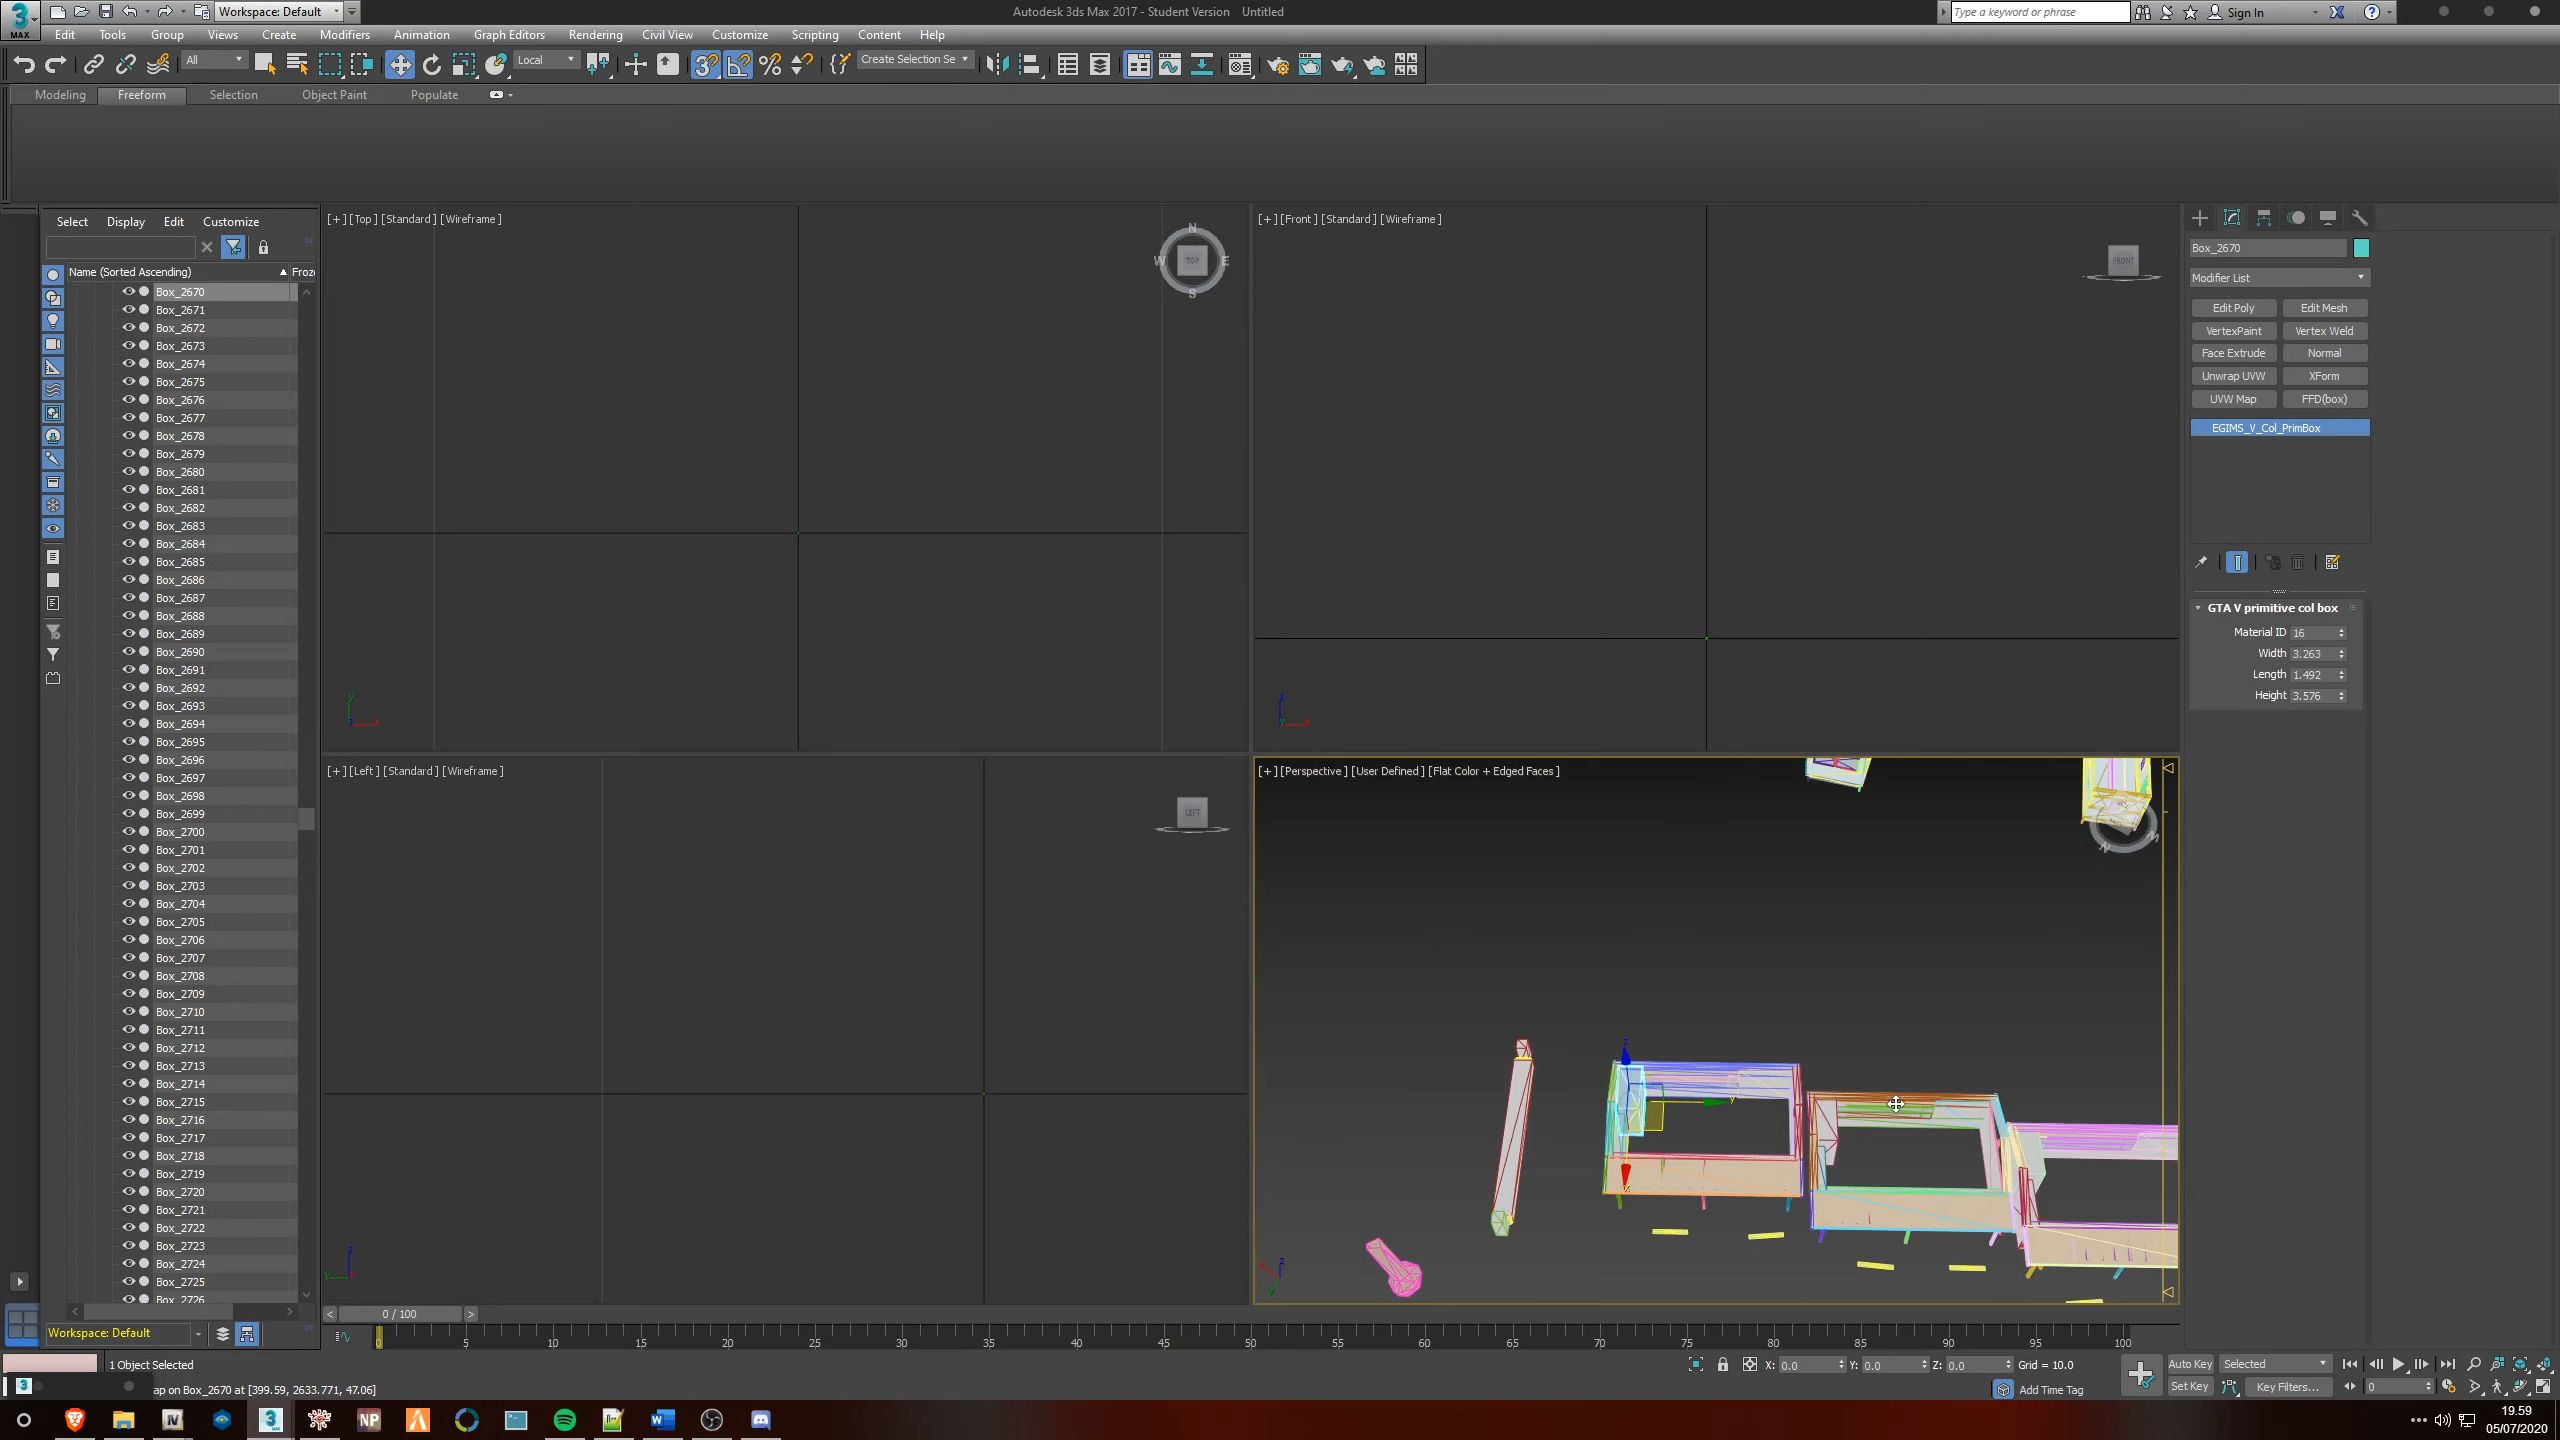 Workspace: Default
Autodesk 3ds Max 2017 - Student Version    Untitled
Type a keyword or phrase
Sign In
MAX
Edit Tools Group Views Create Modifiers Animation Graph Editors Rendering Civil View Customize Scripting Content Help
All
Local
Create Selection Se
Modeling Freeform Selection Object Paint Populate
Select Display Edit Customize
Name (Sorted Ascending) Froze
Box_2670
Box_2671
Box_2672
Box_2673
Box_2674
Box_2675
Box_2676
Box_2677
Box_2678
Box_2679
Box_2680
Box_2681
Box_2682
Box_2683
Box_2684
Box_2685
Box_2686
Box_2687
Box_2688
Box_2689
Box_2690
Box_2691
Box_2692
Box_2693
Box_2694
Box_2695
Box_2696
Box_2697
Box_2698
Box_2699
Box_2700
Box_2701
Box_2702
Box_2703
Box_2704
Box_2705
Box_2706
Box_2707
Box_2708
Box_2709
Box_2710
Box_2711
Box_2712
Box_2713
Box_2714
Box_2715
Box_2716
Box_2717
Box_2718
Box_2719
Box_2720
Box_2721
Box_2722
Box_2723
Box_2724
Box_2725
Box_2726
Workspace: Default
[+] [Top] [Standard] [Wireframe]
N
W TOP E
S
[+] [Front] [Standard] [Wireframe]
FRONT
[+] [Left] [Standard] [Wireframe]
LEFT
[+] [Perspective] [User Defined] [Flat Color + Edged Faces]
Box_2670
Modifier List
Edit Poly Edit Mesh
VertexPaint Vertex Weld
Face Extrude Normal
Unwrap UVW XForm
UVW Map FFD(box)
EGIMS_V_Col_PrimBox
GTA V primitive col box
Material ID 16
Width 3.263
Length 1.492
Height 3.576
< 0 / 100 >
0 5 10 15 20 25 30 35 40 45 50 55 60 65 70 75 80 85 90 95 100
1 Object Selected
ap on Box_2670 at [399.59, 2633.771, 47.06]
X: 0.0 Y: 0.0 Z: 0.0 Grid = 10.0
Add Time Tag
Auto Key Selected
Set Key Key Filters...
0
NP
19.59
05/07/2020